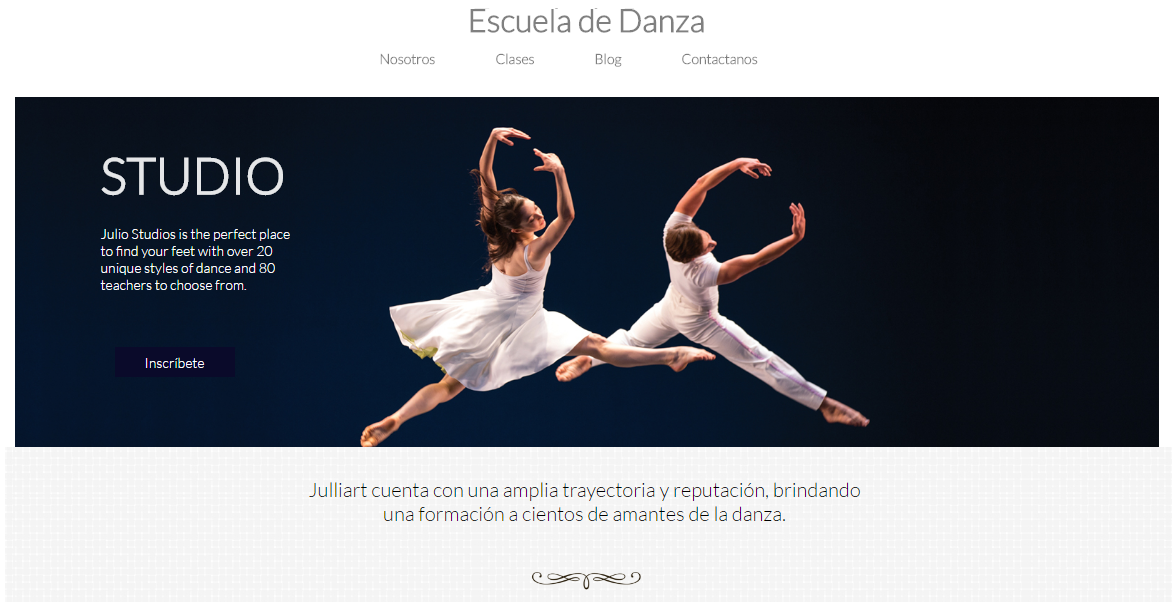 Escuela de Danza
Nosotros Clases Blog Contactanos
STUDIO
Julio Studios is the perfect place
to find your feet with over 20
unique styles of dance and 80
teachers to choose from.
Inscríbete
Julliart cuenta con una amplia trayectoria y reputación, brindando
una formación a cientos de amantes de la danza.